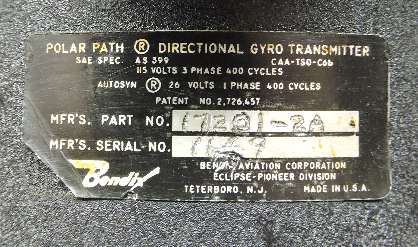 POLAR PATH ® DIRECTIONAL GYRO TRANSMITTER
SAE SPEC. AS 399 CAA-TSO-C6b
115 VOLTS 3 PHASE 400 CYCLES
AUTOSYN ® 26 VOLTS 1 PHASE 400 CYCLES
PATENT NO. 2,726,457
MFR'S. PART NO. 17301-2A
MFR'S. SERIAL-NO.
Bendix
BENDIX AVIATION CORPORATION
ECLIPSE-PIONEER DIVISION
TETERBORO, N.J. MADE IN U.S.A.